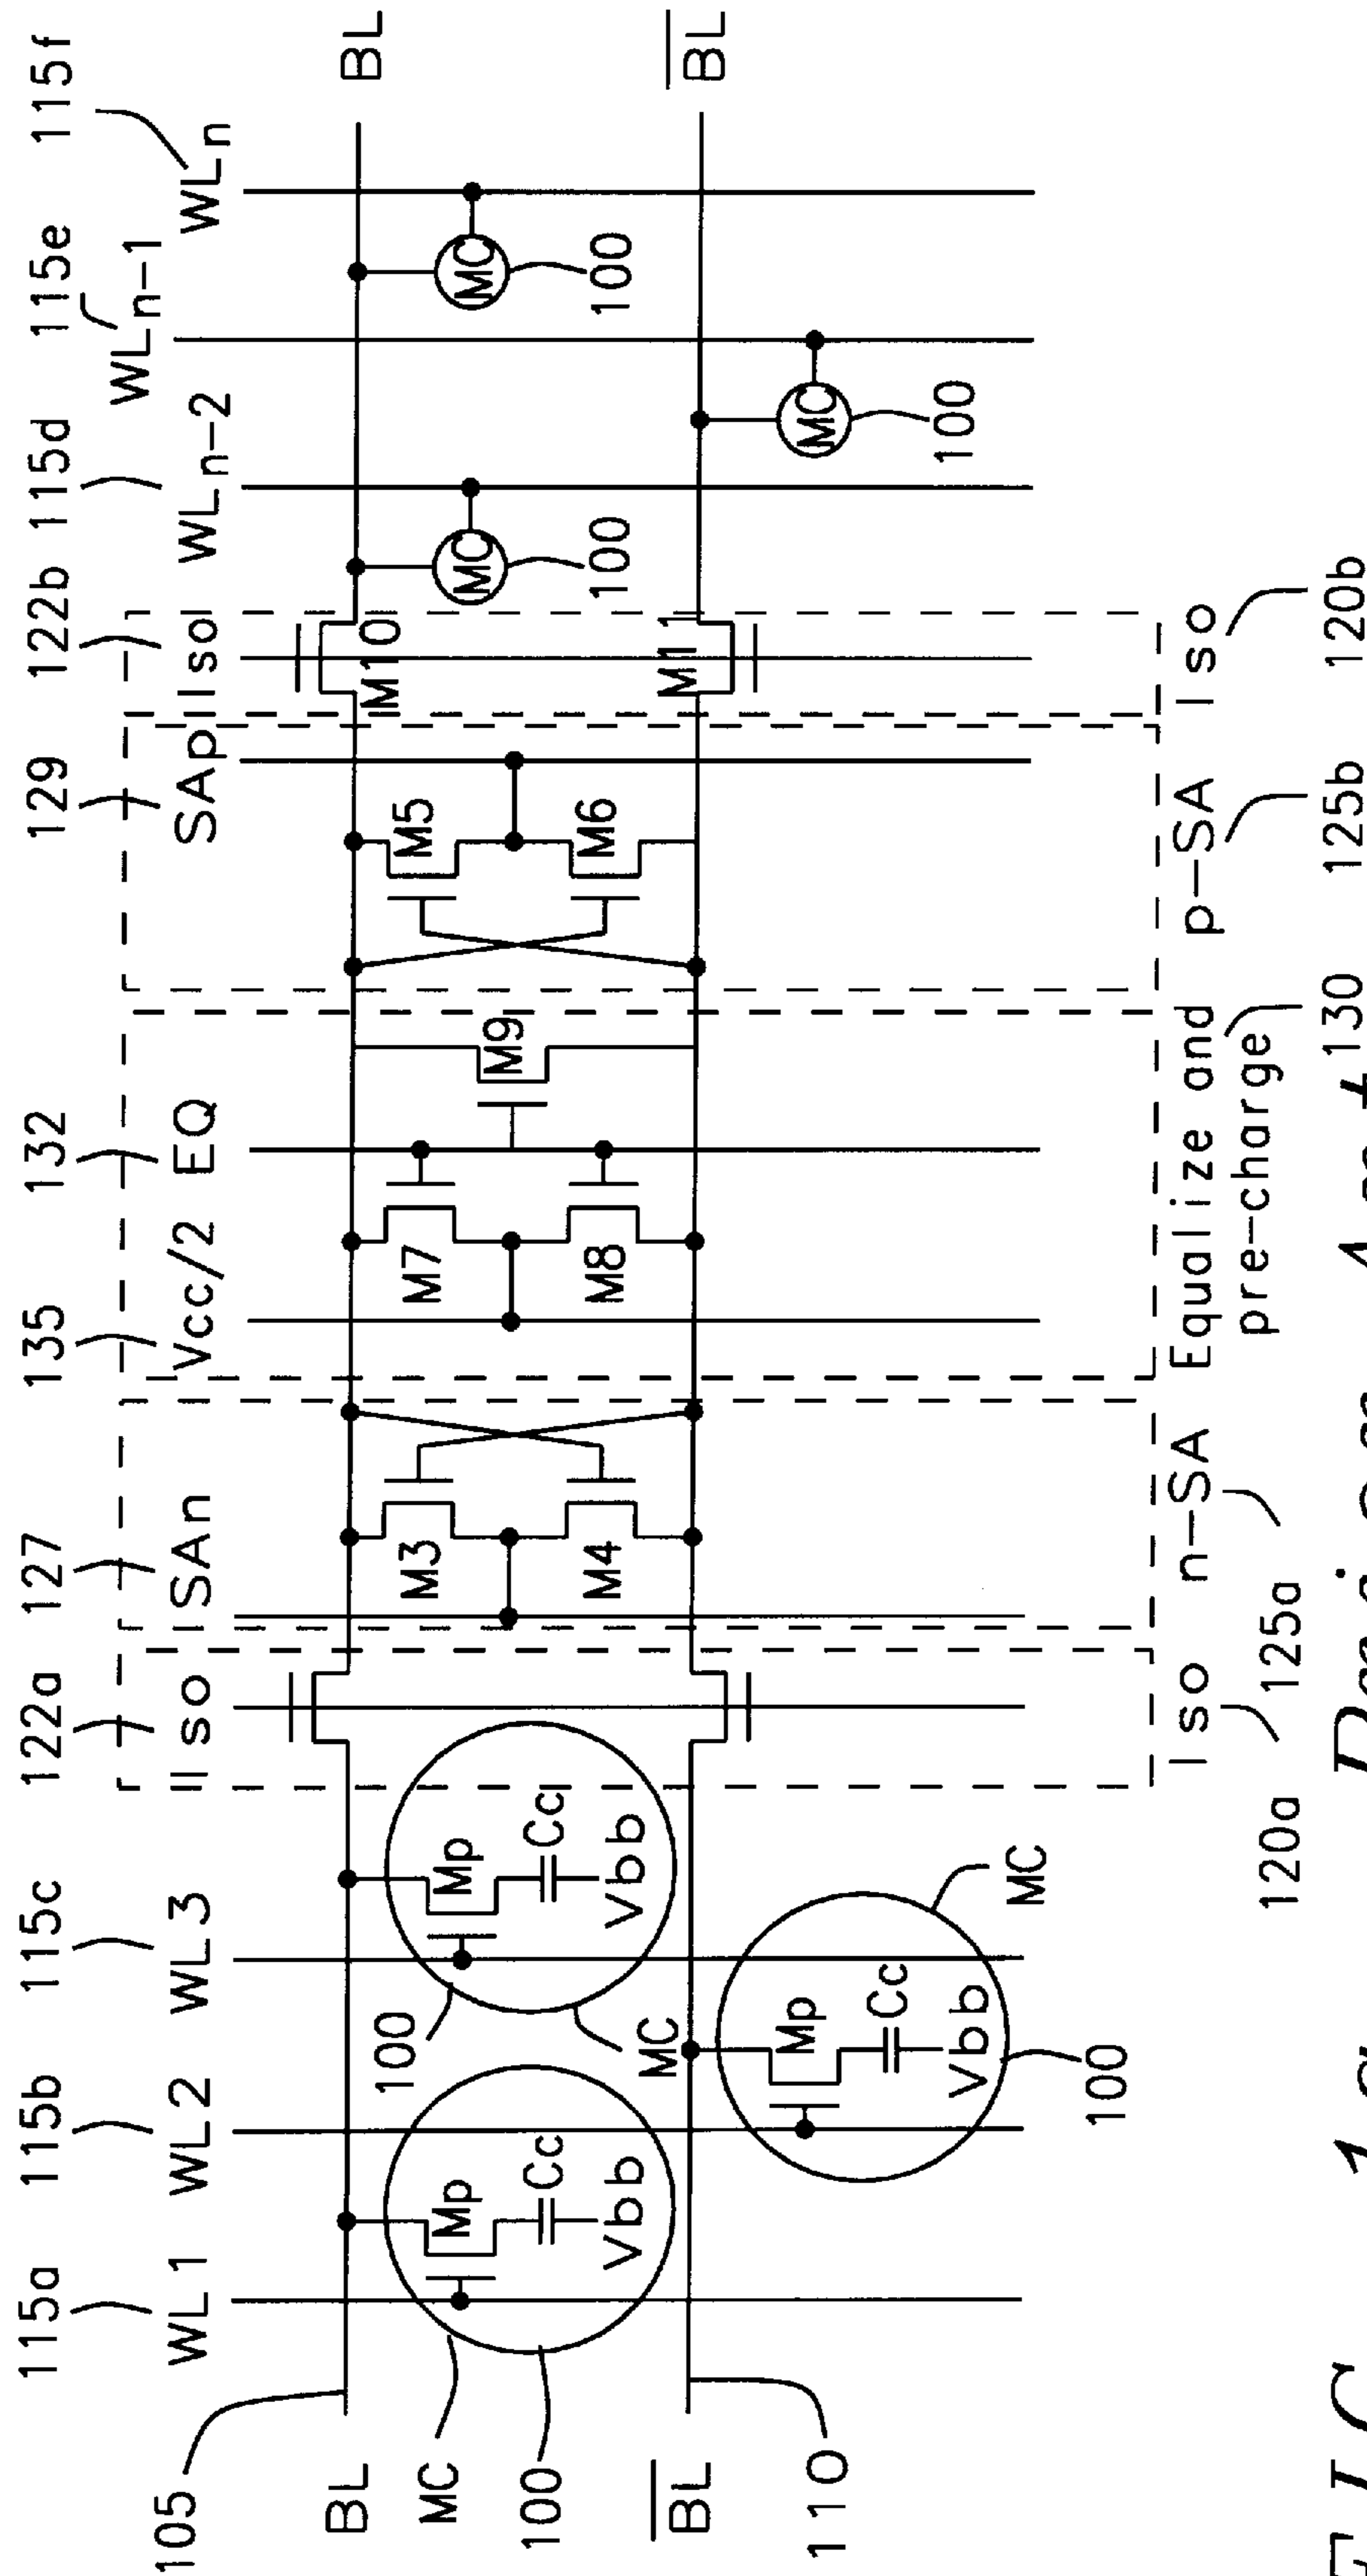 115a 115b 115c 122a 127 135 132 129 122b 115d 115e 115f
WL1 WL2 WL3 Iso SAn Vcc/2 EQ SAp Iso WLn-2 WLn-1 WLn
105
BL BL
M3 M7 M9 M5 M10
Mp Mp MC MC
Cc Cc
Vbb Vbb
M4 M8 M6
MC 100 100 100
100 MC
BL M11 BL
110
Mp MC
Cc
Vbb 100
100 MC
Iso n-SA Equalize and p-SA Iso
pre-charge
120a 125a 130 125b 120b
FIG. 1a - Prior Art